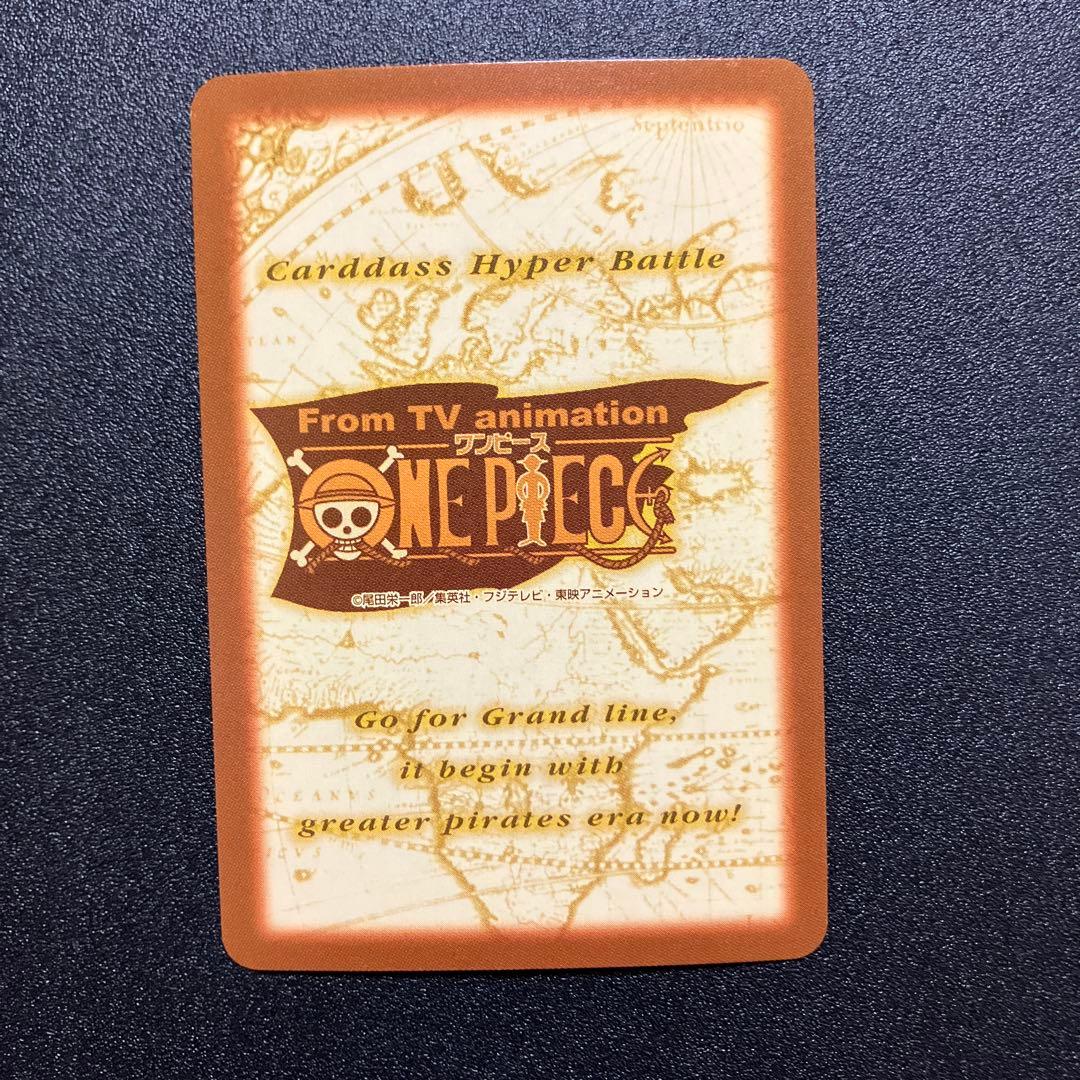 Septentrio
Carddass Hyper Battle
TLAN
From TV animation
ワンピース
ONE PIECE
©尾田栄一郎／集英社・フジテレビ・東映アニメーション
Go for Grand line,
it begin with
greater pirates era now!